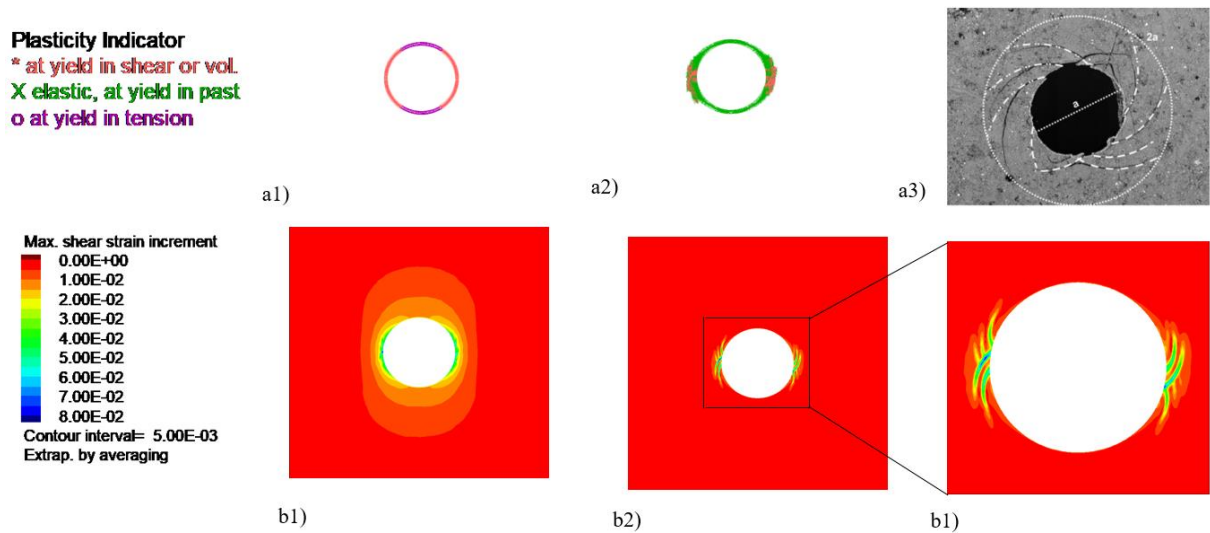 Plasticity Indicator
* at yield in shear or vol.
X elastic, at yield in past
o at yield in tension
a1)
a2)
2a
a
a3)
Max. shear strain increment
0.00E+00
1.00E-02
2.00E-02
3.00E-02
4.00E-02
5.00E-02
6.00E-02
7.00E-02
8.00E-02
Contour interval= 5.00E-03
Extrap. by averaging
b1)
b2)
b1)